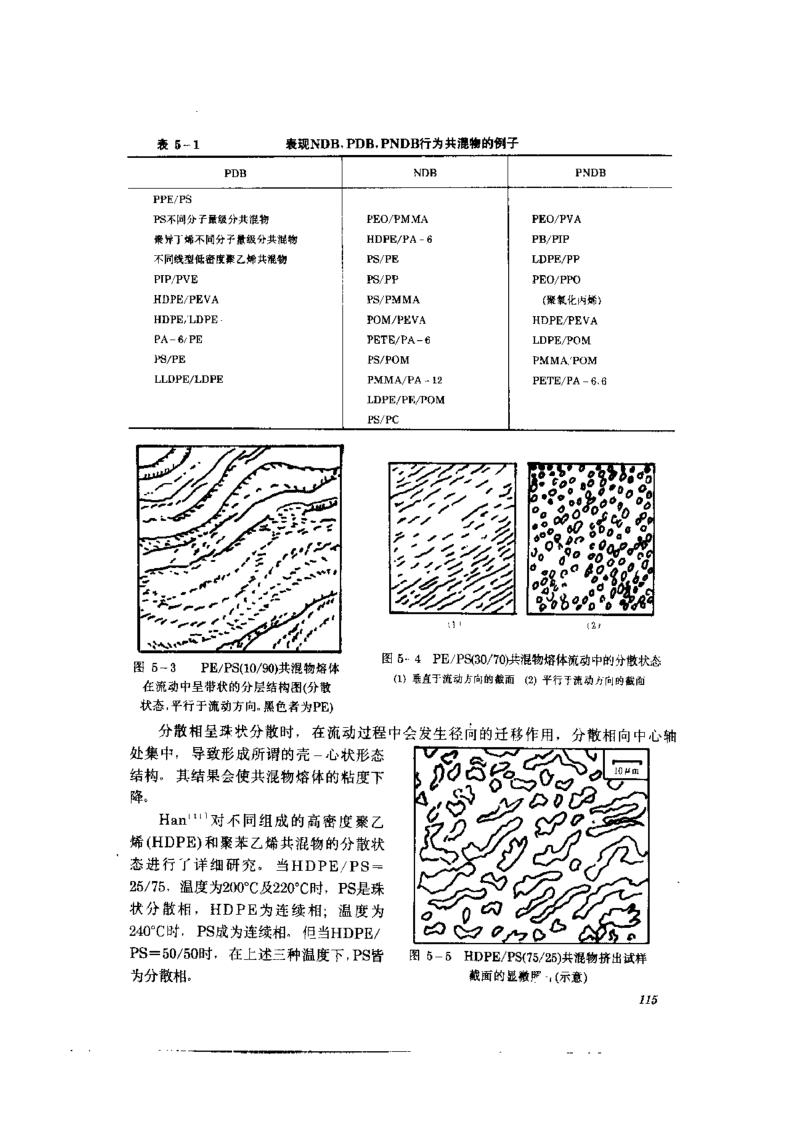 表 5-1 表现NDB、PDB、PNDB行为共混物的例子
PDB NDB PNDB
PPE/PS
PS不同分子量级分共混物 PEO/PMMA PEO/PVA
聚异丁烯不同分子量级分共混物 HDPE/PA-6 PB/PIP
不同线型低密度聚乙烯共混物 PS/PE LDPE/PP
PIP/PVE PS/PP PEO/PPO
HDPE/PEVA PS/PMMA (聚氧化丙烯)
HDPE/LDPE POM/PEVA HDPE/PEVA
PA-6/PE PETE/PA-6 LDPE/POM
PS/PE PS/POM PMMA/POM
LLDPE/LDPE PMMA/PA-12 PETE/PA-6.6
LDPE/PE/POM
PS/PC
(1) (2)
图 5-3 PE/PS(10/90)共混物熔体
在流动中呈带状的分层结构图(分散
状态,平行于流动方向。黑色者为PE)
图 5-4 PE/PS(30/70)共混物熔体流动中的分散状态
(1) 垂直于流动方向的截面 (2) 平行于流动方向的截面
分散相呈珠状分散时，在流动过程中会发生径向的迁移作用，分散相向中心轴
处集中，导致形成所谓的壳-心状形态
结构。其结果会使共混物熔体的粘度下
降。
Han[11]对不同组成的高密度聚乙
烯(HDPE)和聚苯乙烯共混物的分散状
态进行了详细研究。当HDPE/PS=
25/75，温度为200°C及220°C时，PS是珠
状分散相，HDPE为连续相；温度为
240°C时，PS成为连续相。但当HDPE/
PS=50/50时，在上述三种温度下,PS皆
为分散相。
10μm
图 5-5 HDPE/PS(75/25)共混物挤出试样
截面的显微(示意)
115